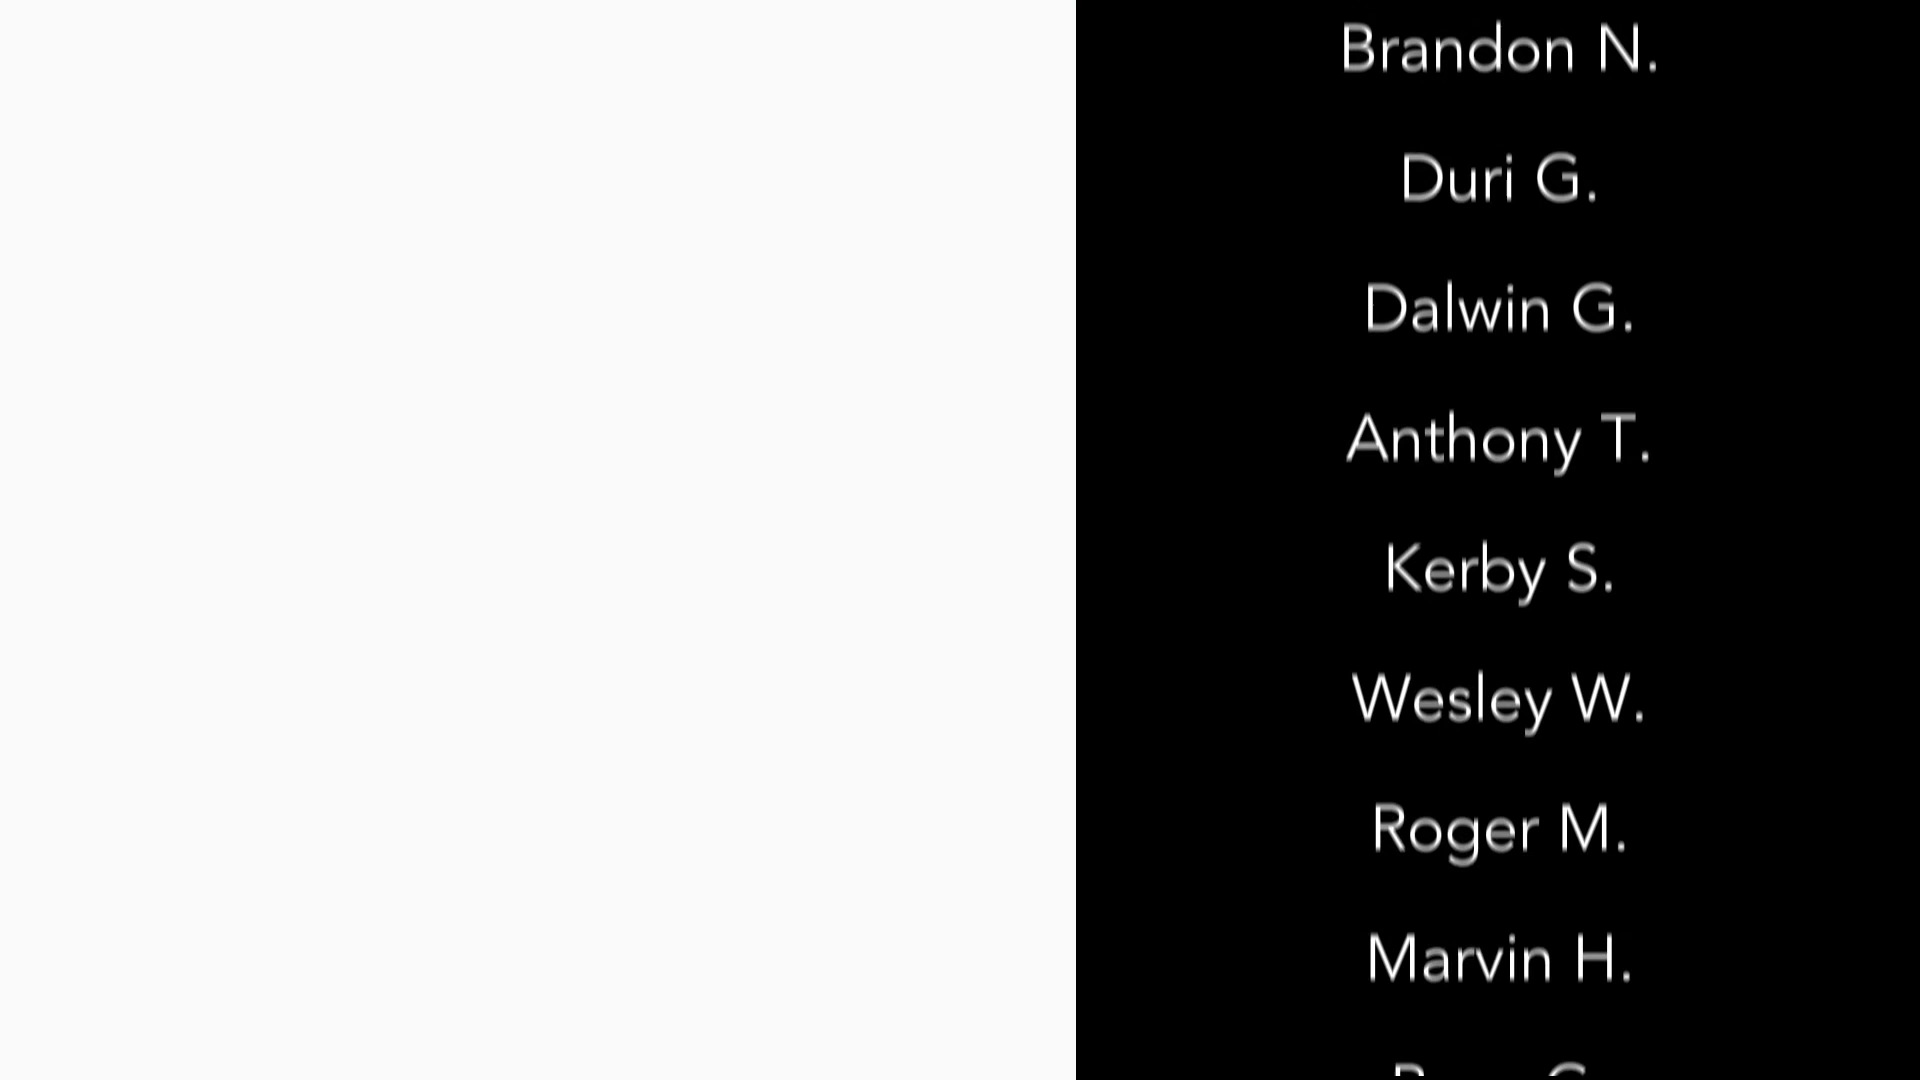 Brandon N.
Duri G.
Dalwin G.
Anthony T.
Kerby S.
Wesley W.
Roger M.
Marvin H.